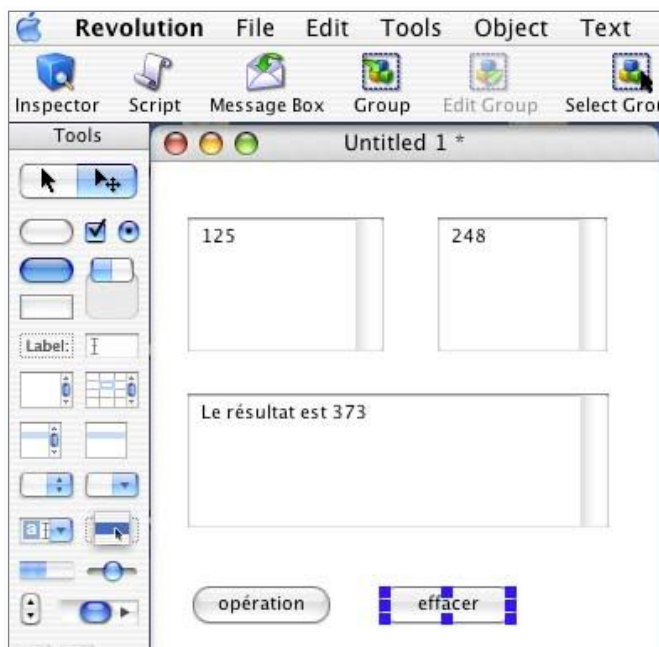 Revolution File Edit Tools Object Text
Inspector Script Message Box Group Edit Group Select Grou
Tools
Untitled 1 *
125
248
Label:
Le résultat est 373
a
opération
effacer